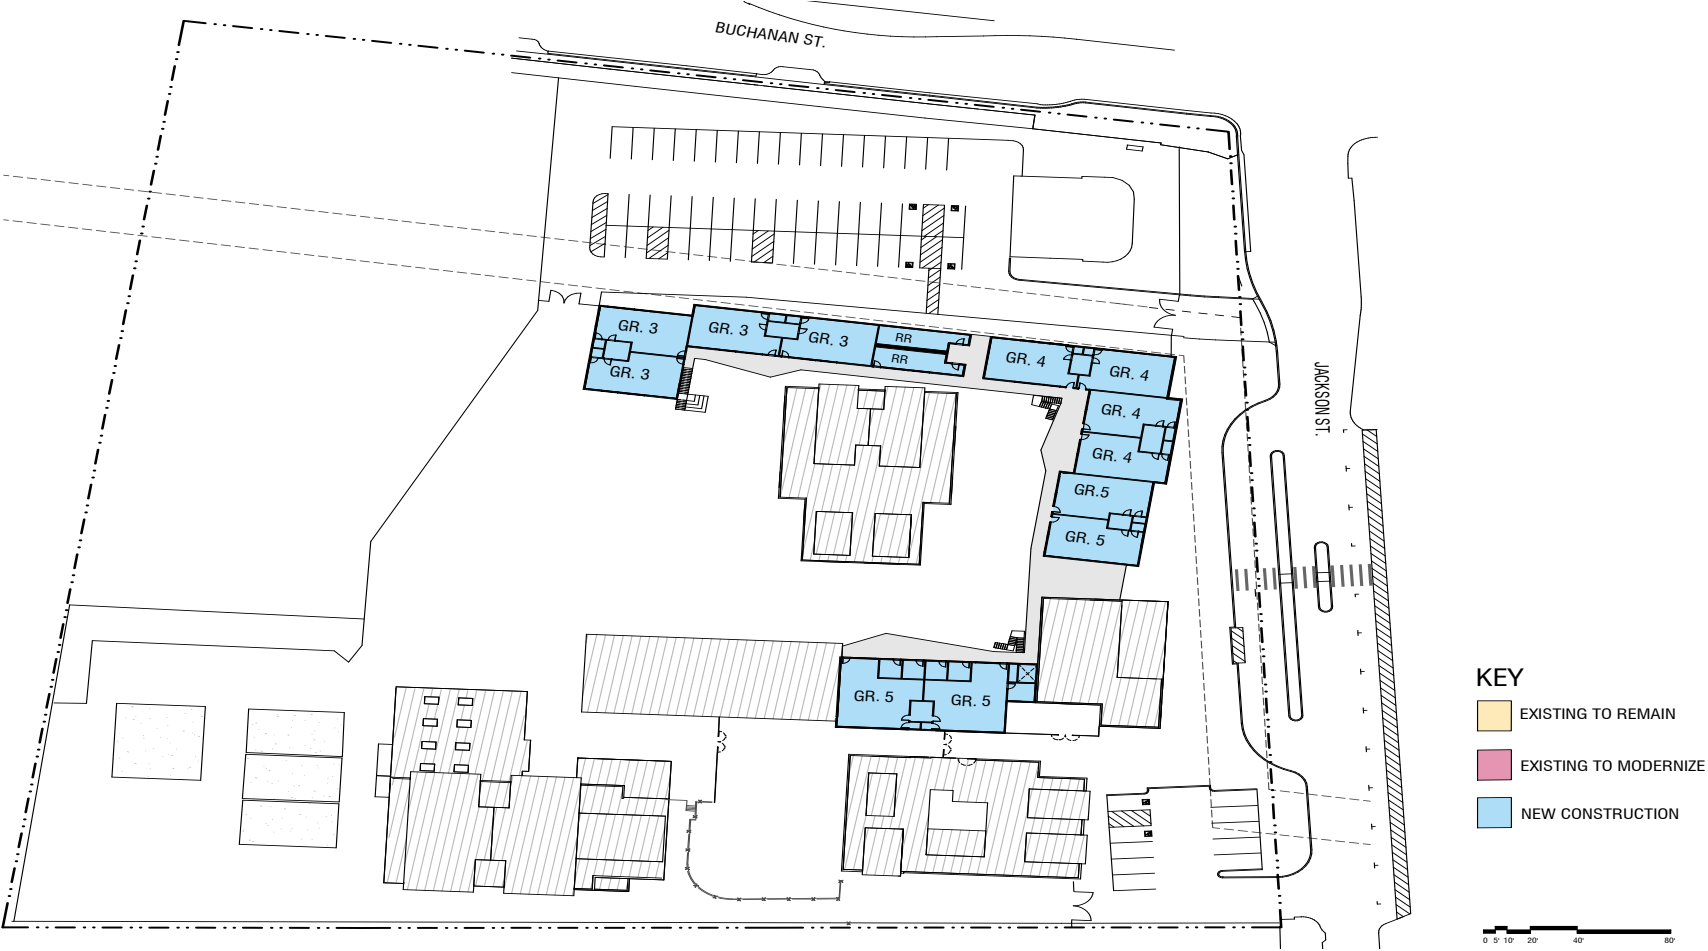 BUCHANAN ST.
GR. 3
GR. 3
GR. 3
RR
RR
GR. 3
GR. 4
GR. 4
GR. 4
GR. 4
GR.5
GR. 5
GR. 5
GR. 5
JACKSON ST.
KEY
EXISTING TO REMAIN
EXISTING TO MODERNIZE
NEW CONSTRUCTION
0 5' 10' 20' 40' 80'